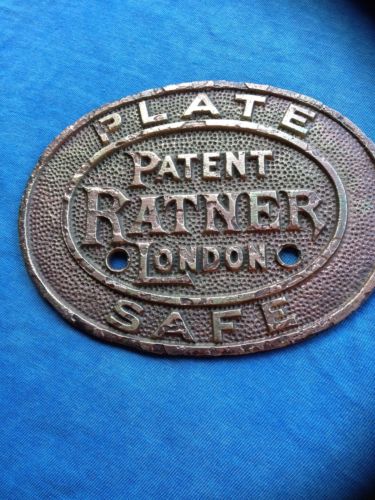 PLATE
PATENT
RATNER
LONDON
SAFE